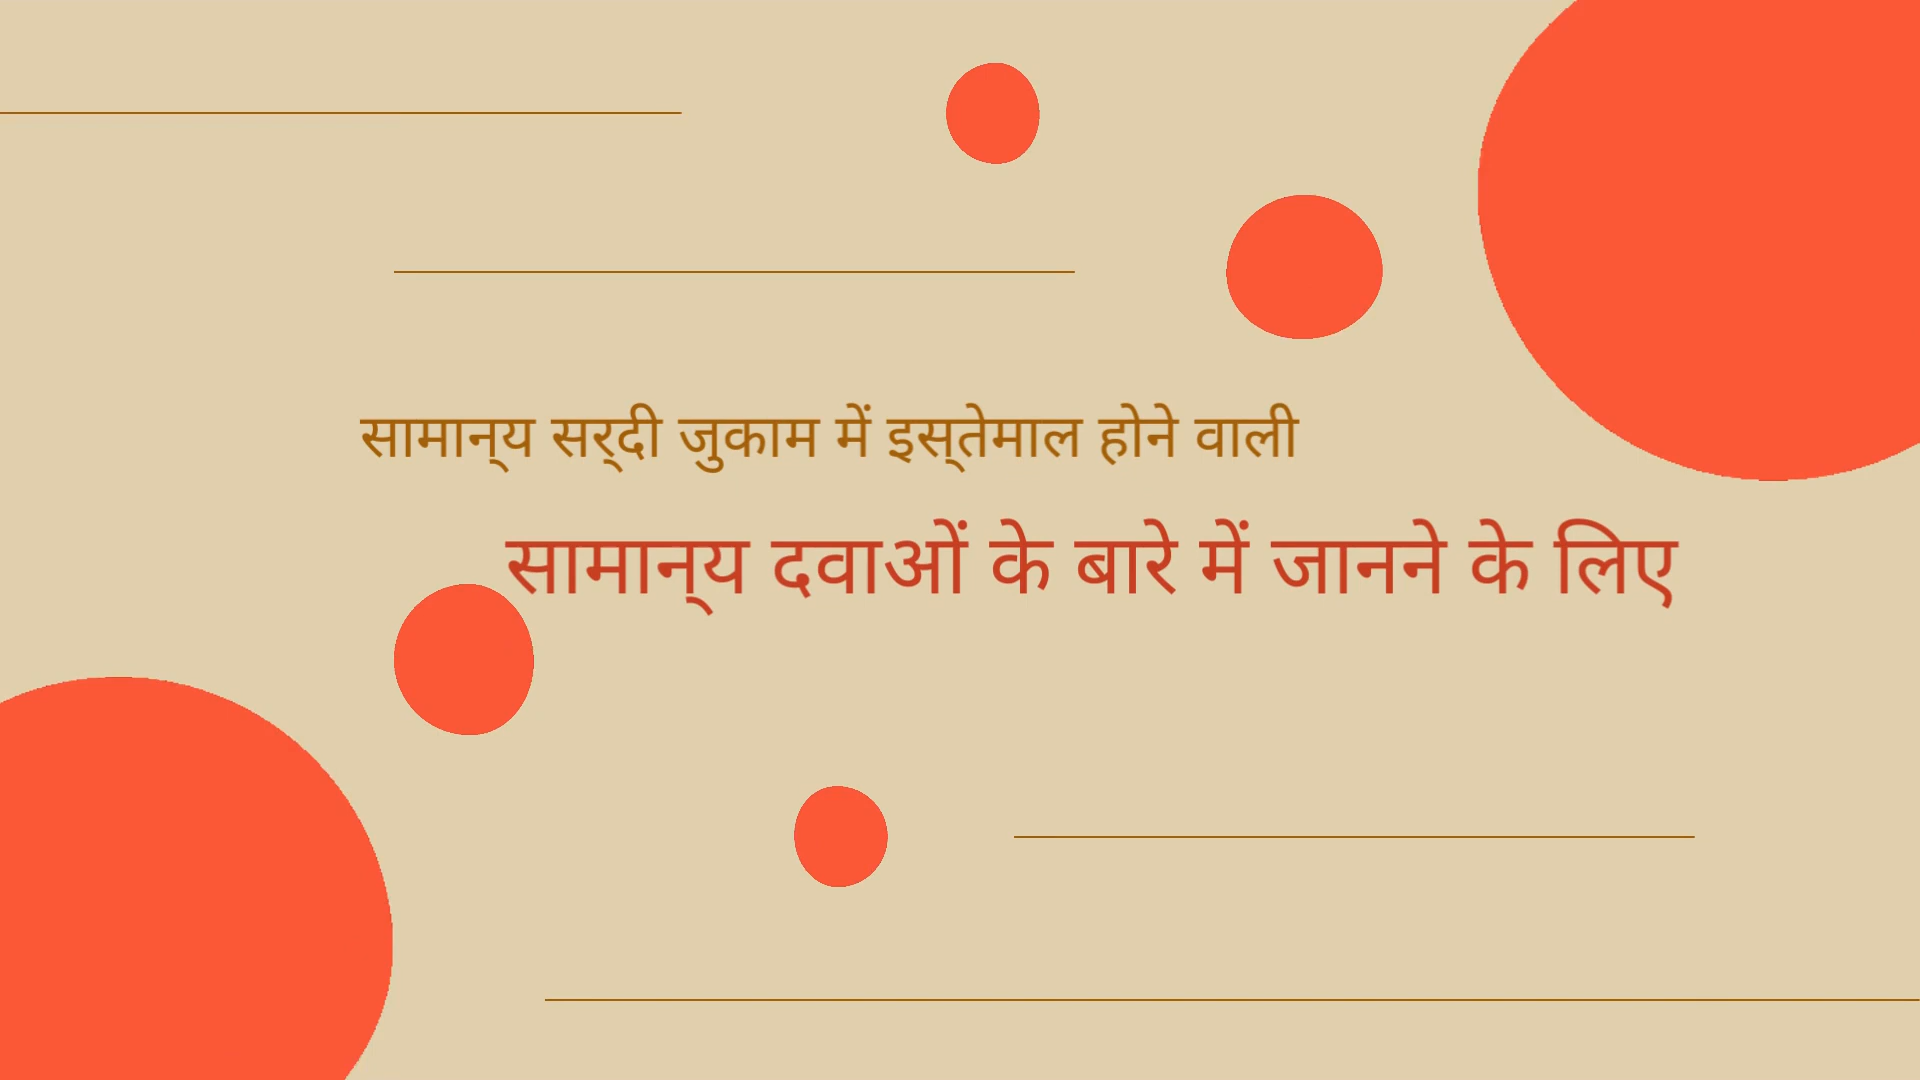 सामान्य सर्दी जुकाम में इस्तेमाल होने वाली
सामान्य दवाओं के बारे में जानने के लिए